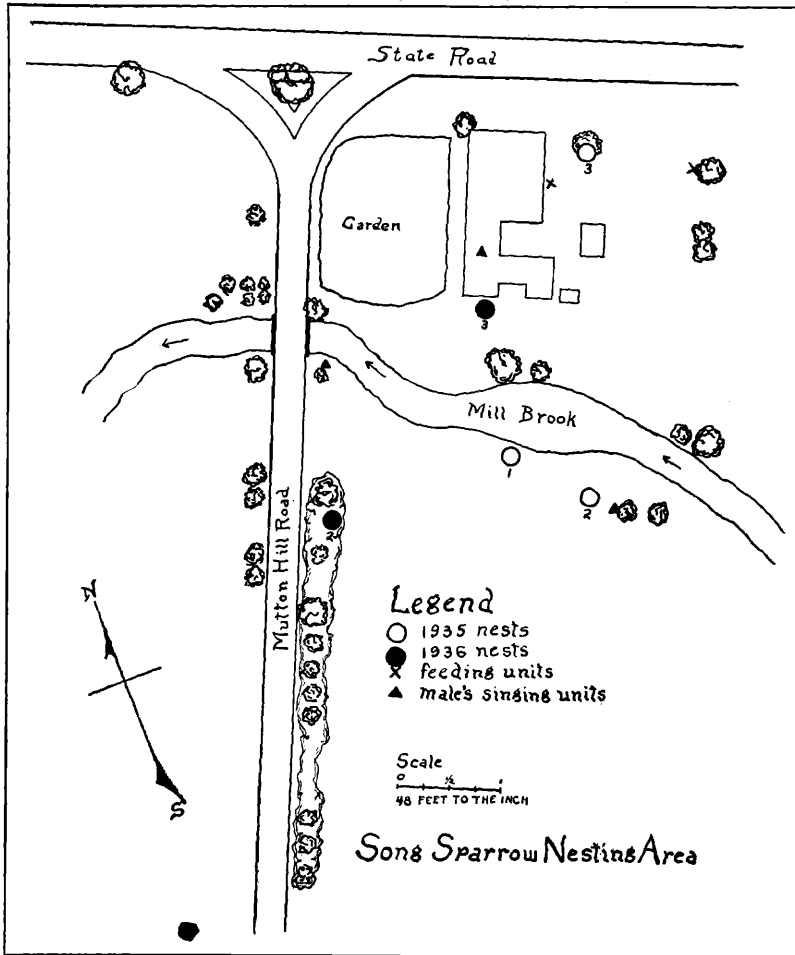 State Road
3
Garden
3
Mill Brook
1
2
2
Mutton Hill Road
N
S
Legend
1935 nests
1936 nests
feeding units
male's singing units
Scale
0 ½ 1
48 FEET TO THE INCH
Song Sparrow Nesting Area